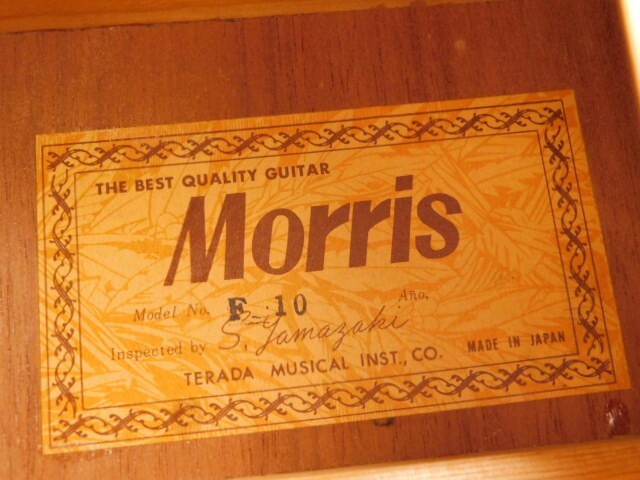 THE BEST QUALITY GUITAR
Morris
Model No. F-10 Año.
Inspected by S. Yamazaki MADE IN JAPAN
TERADA MUSICAL INST., CO.